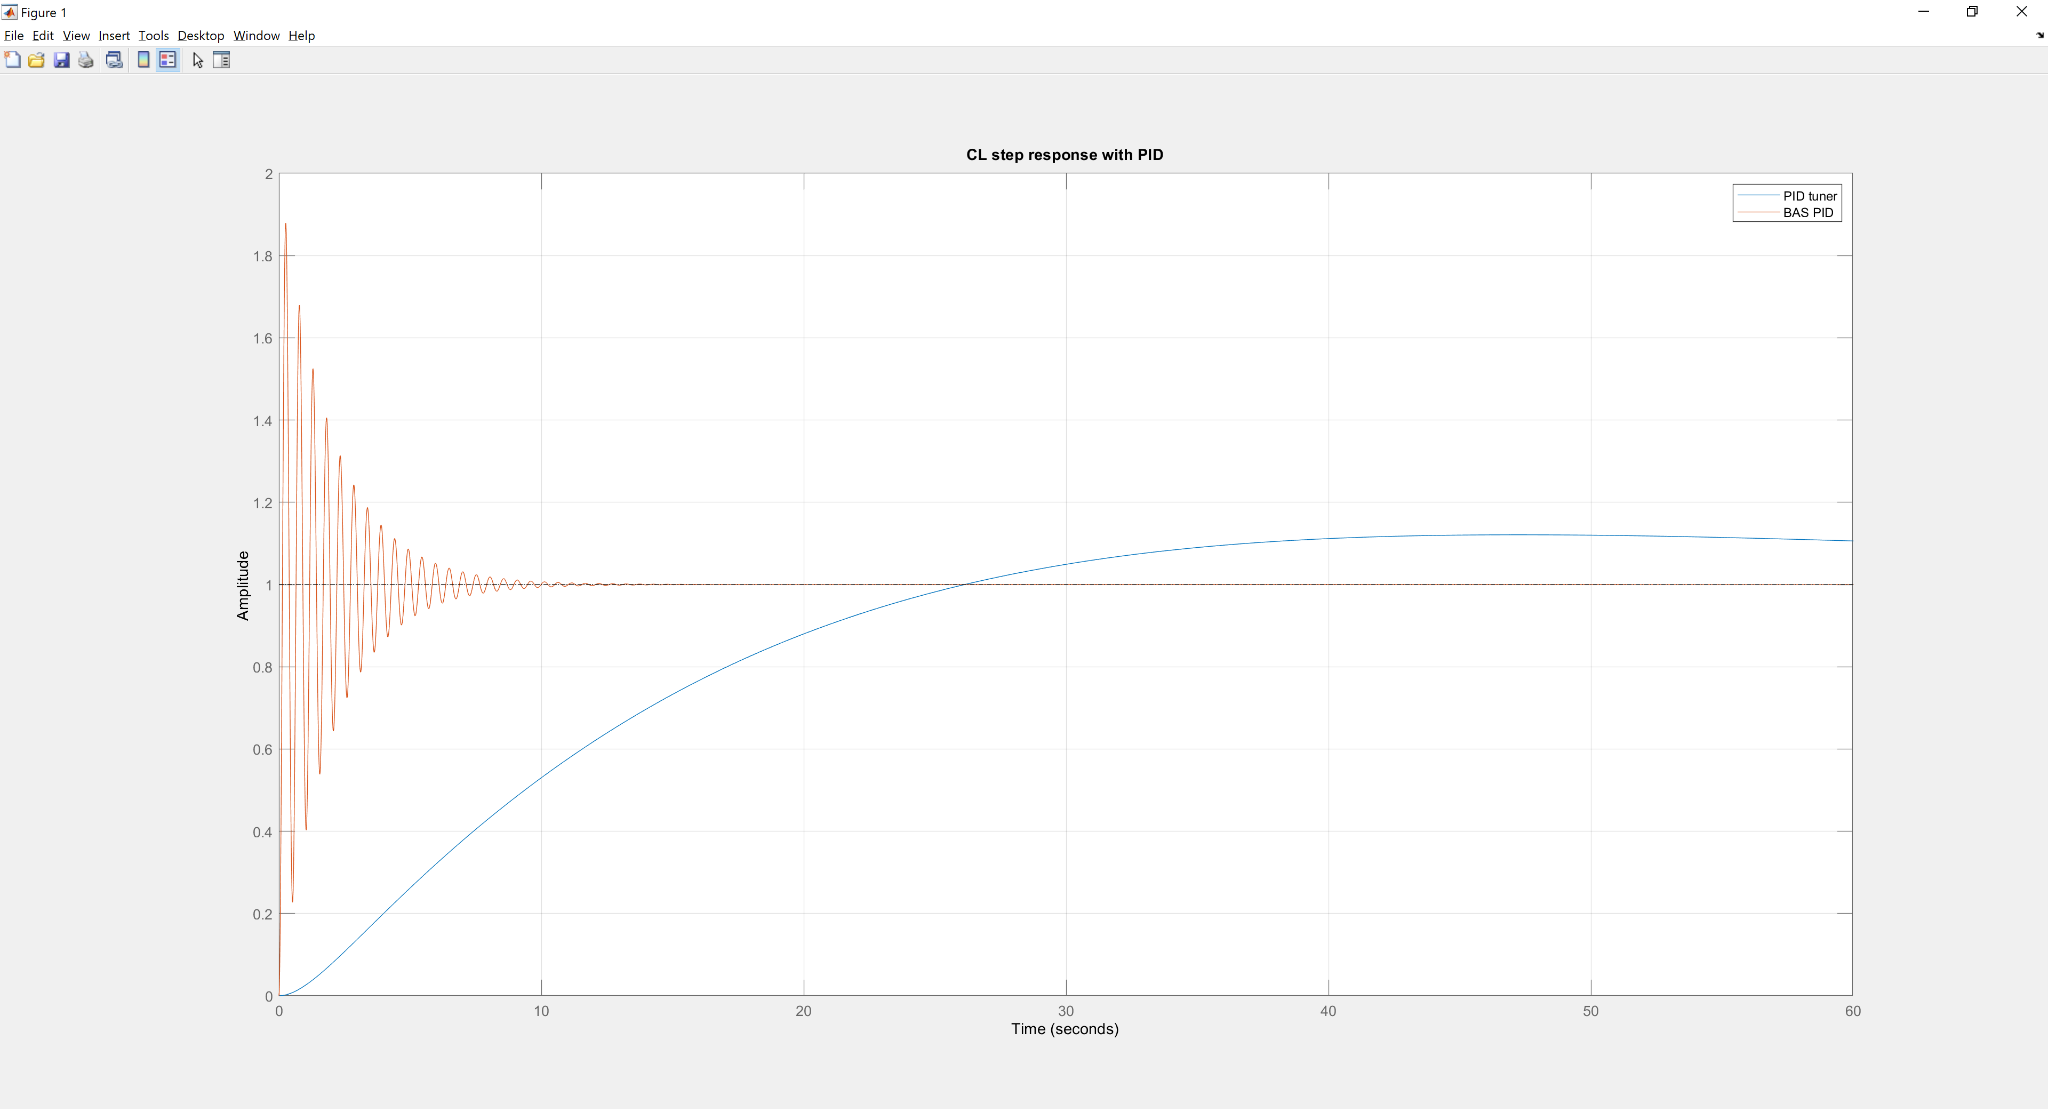 Figure 1
File Edit View Insert Tools Desktop Window Help
CL step response with PID
2
1.8
1.6
1.4
1.2
1
0.8
0.6
0.4
0.2
0
Amplitude
PID tuner
BAS PID
0 10 20 30 40 50 60
Time (seconds)